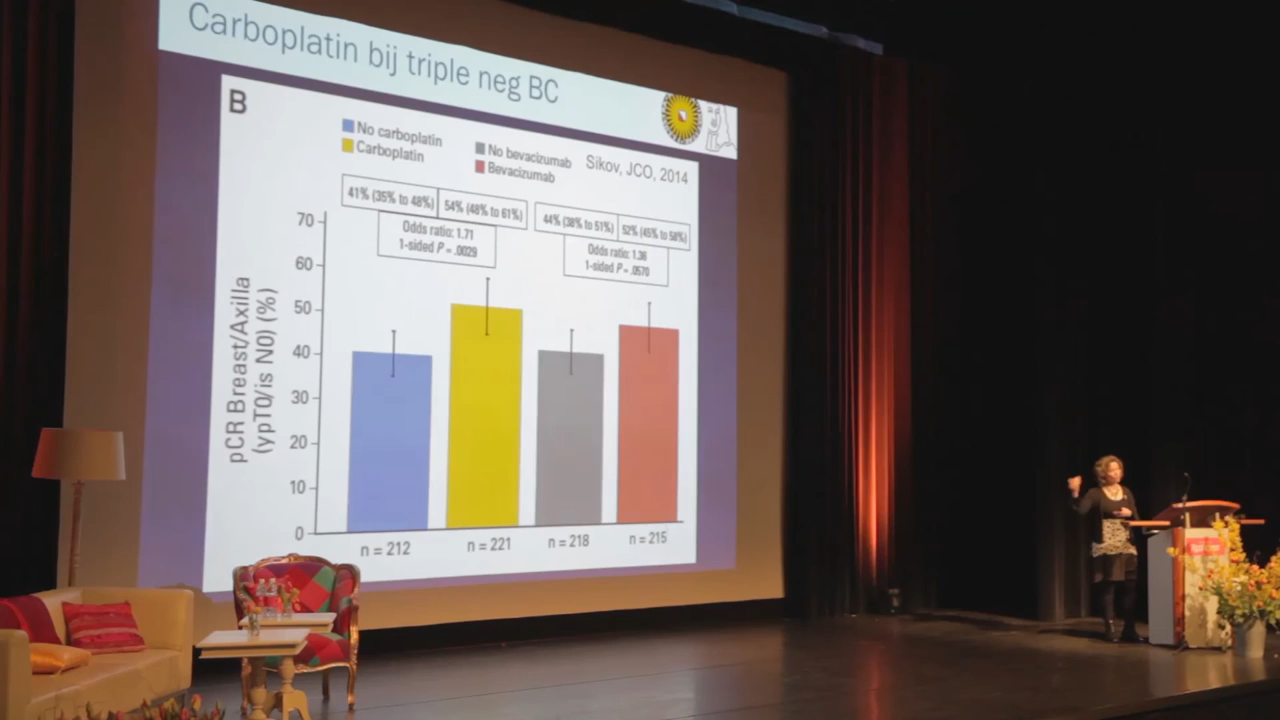 Carboplatin bij triple neg BC
B
No carboplatin
Carboplatin
No bevacizumab
Bevacizumab
Sikov, JCO, 2014
41% (35% to 48%)
54% (48% to 61%)
44% (38% to 51%)
52% (45% to 58%)
Odds ratio: 1.71
1-sided P = .0029
Odds ratio: 1.36
1-sided P = .0570
pCR Breast/Axilla
(ypT0/is N0) (%)
70
60
50
40
30
20
10
0
n = 212
n = 221
n = 218
n = 215